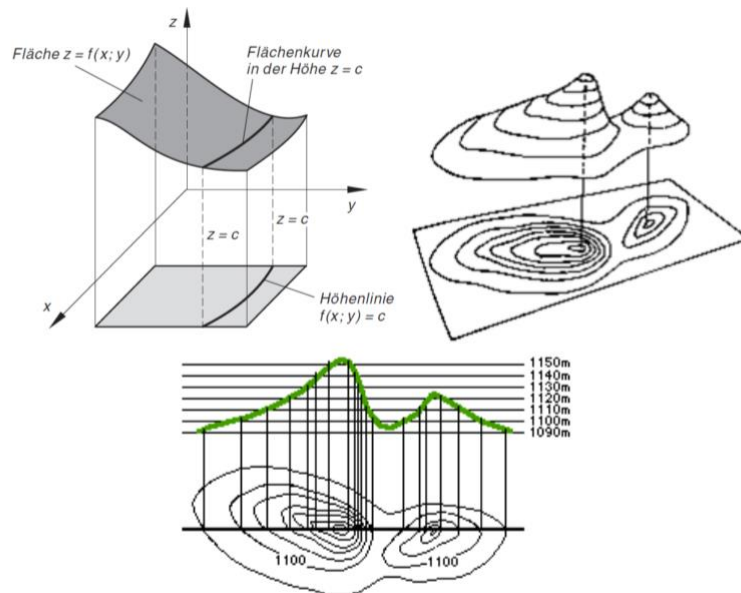 z
Fläche z = f(x; y)
Flächenkurve
in der Höhe z = c
y
z = c
z = c
x
Höhenlinie
f(x; y) = c
1150m
1140m
1130m
1120m
1110m
1100m
1090m
1100
1100